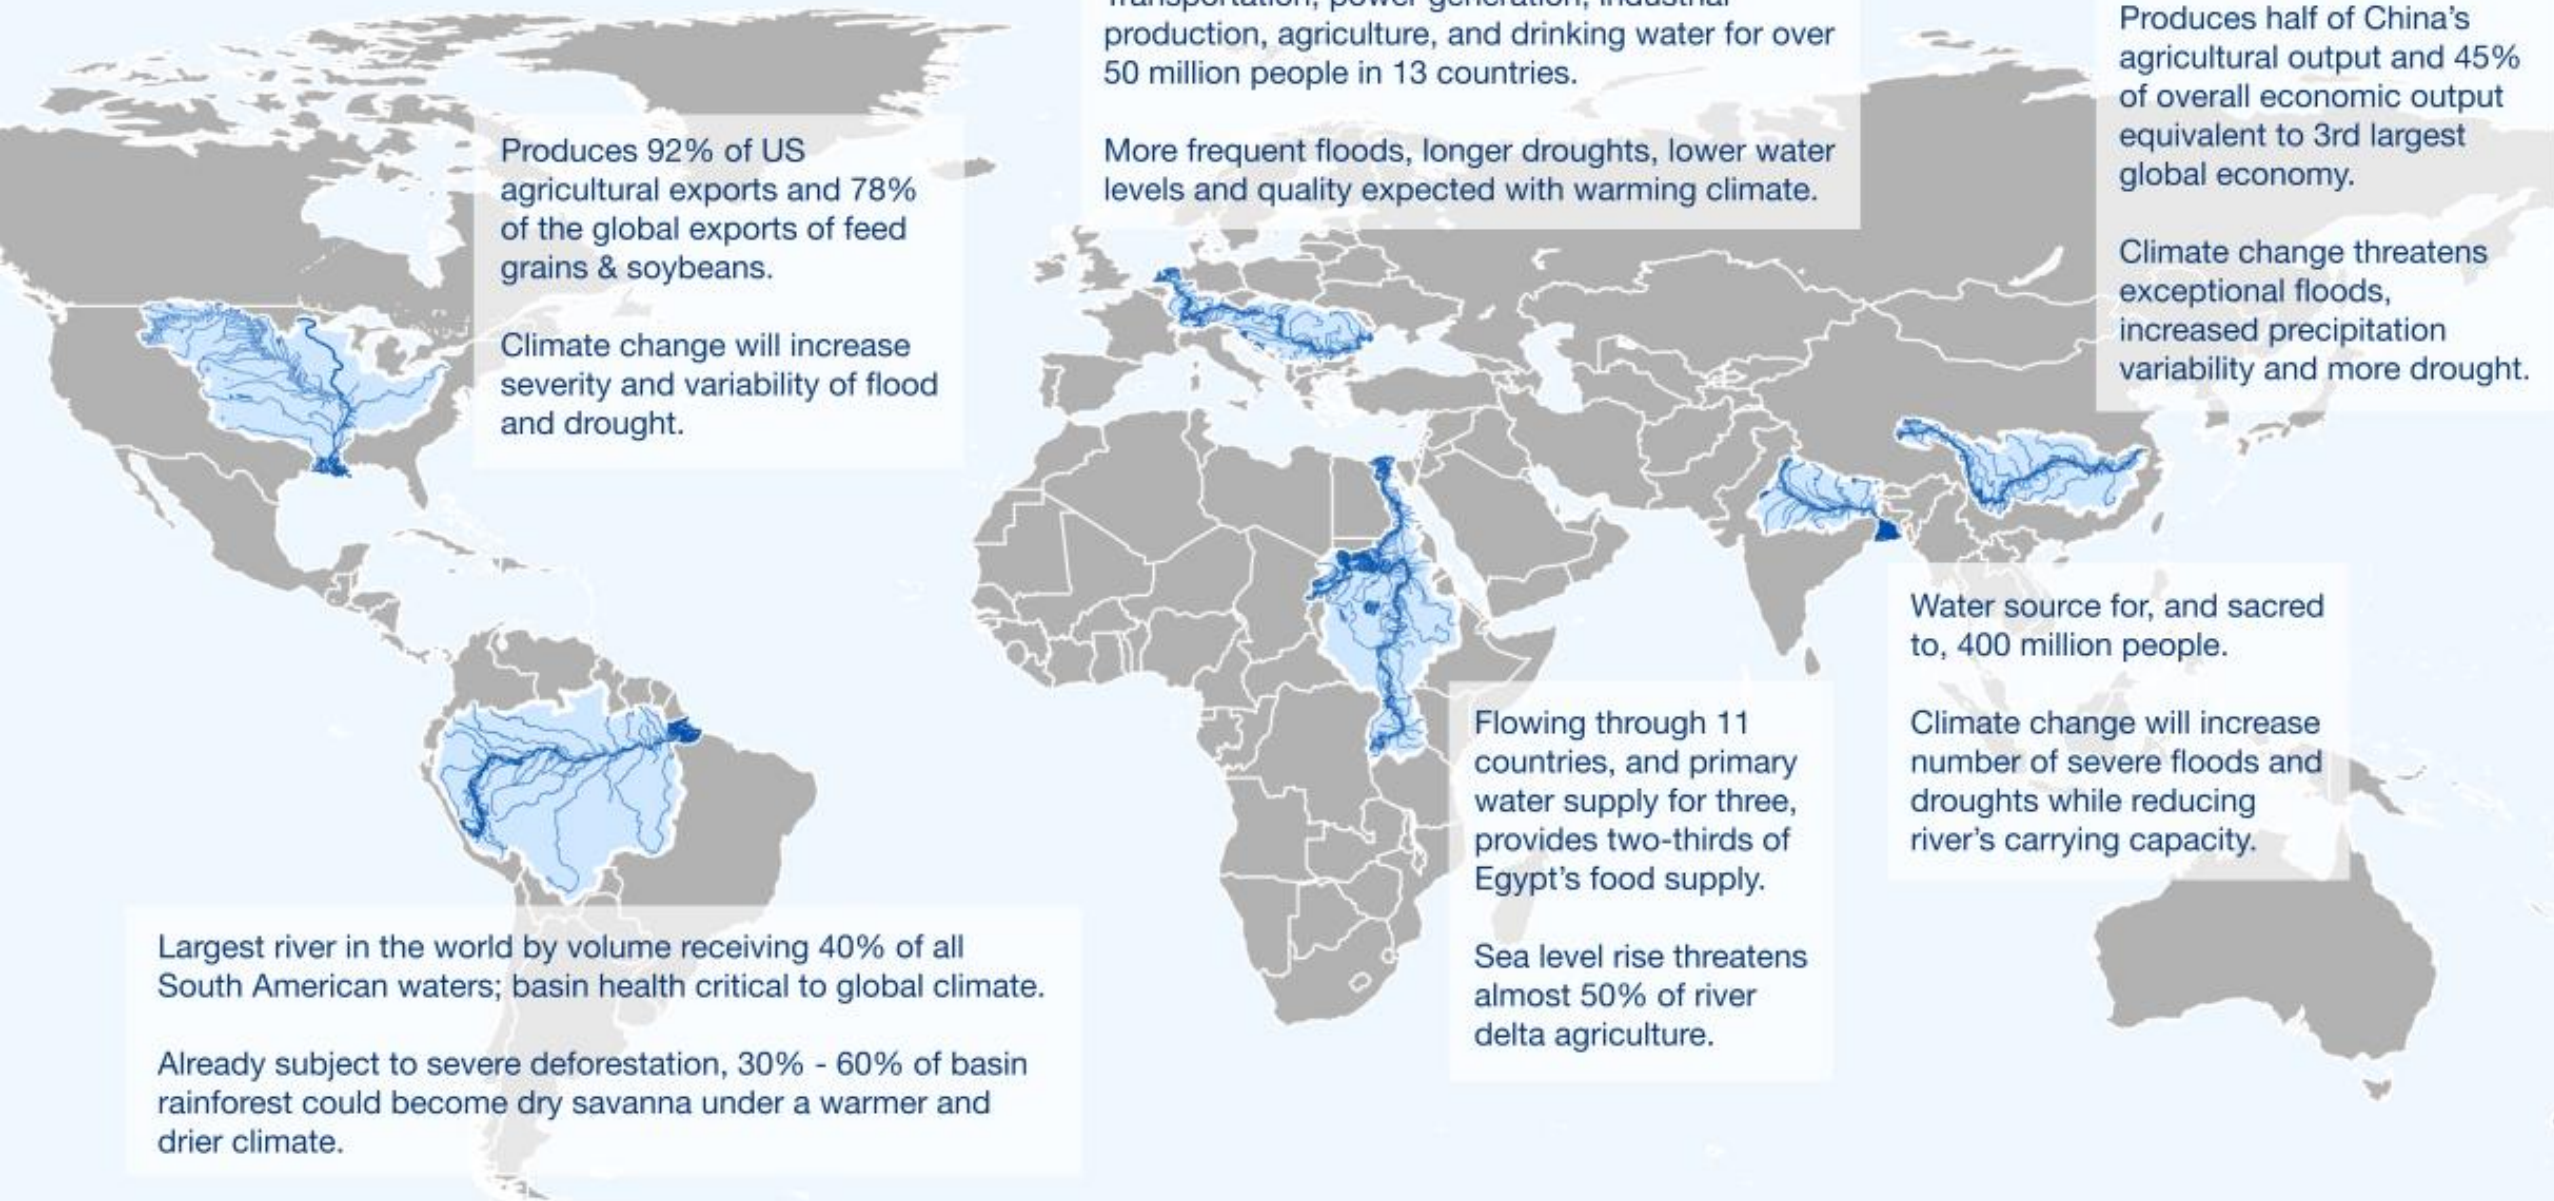 Transportation, power generation, industrial
production, agriculture, and drinking water for over
50 million people in 13 countries.
More frequent floods, longer droughts, lower water
levels and quality expected with warming climate.
Produces half of China's
agricultural output and 45%
of overall economic output
equivalent to 3rd largest
global economy.
Climate change threatens
exceptional floods,
increased precipitation
variability and more drought.
Produces 92% of US
agricultural exports and 78%
of the global exports of feed
grains & soybeans.
Climate change will increase
severity and variability of flood
and drought.
Water source for, and sacred
to, 400 million people.
Climate change will increase
number of severe floods and
droughts while reducing
river's carrying capacity.
Flowing through 11
countries, and primary
water supply for three,
provides two-thirds of
Egypt's food supply.
Sea level rise threatens
almost 50% of river
delta agriculture.
Largest river in the world by volume receiving 40% of all
South American waters; basin health critical to global climate.
Already subject to severe deforestation, 30% - 60% of basin
rainforest could become dry savanna under a warmer and
drier climate.